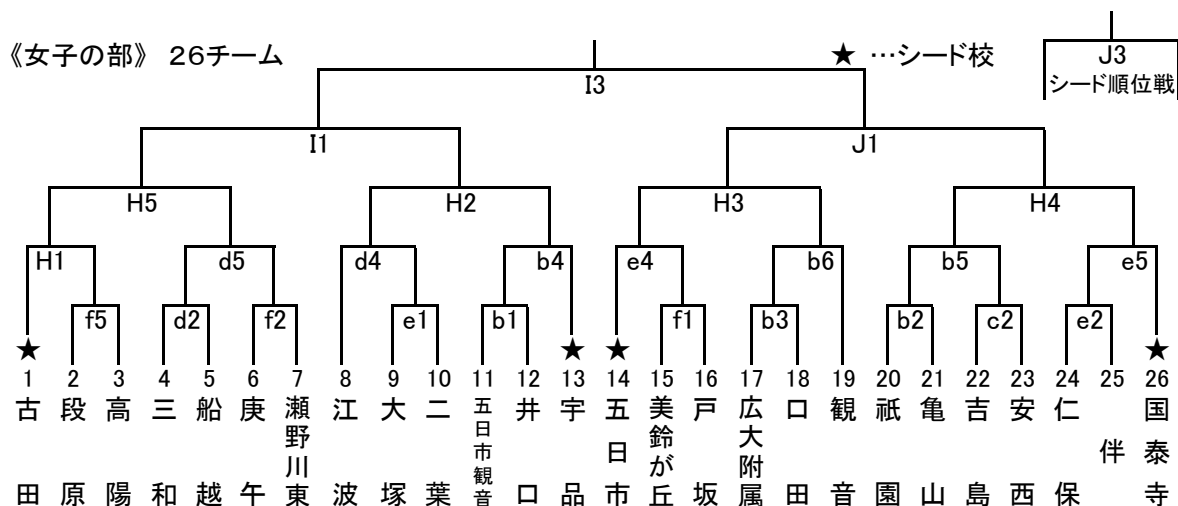 《女子の部》 26チーム
★ …シード校
J3
シード順位戦
I3
I1 J1
H5 H2 H3 H4
H1 d5 d4 b4 e4 b6 b5 e5
f5 d2 f2 e1 b1 f1 b3 b2 c2 e2
★ ★ ★ ★
1 2 3 4 5 6 7 8 9 10 11 12 13 14 15 16 17 18 19 20 21 22 23 24 25 26
古田
段原
高陽
三和
船越
庚午
瀬野川東
江波
大塚
二葉
五日市観音
井口
宇品
五日市
美鈴が丘
戸坂
広大附属
口田
観音
祇園
亀山
吉島
安西
仁保
伴
国泰寺